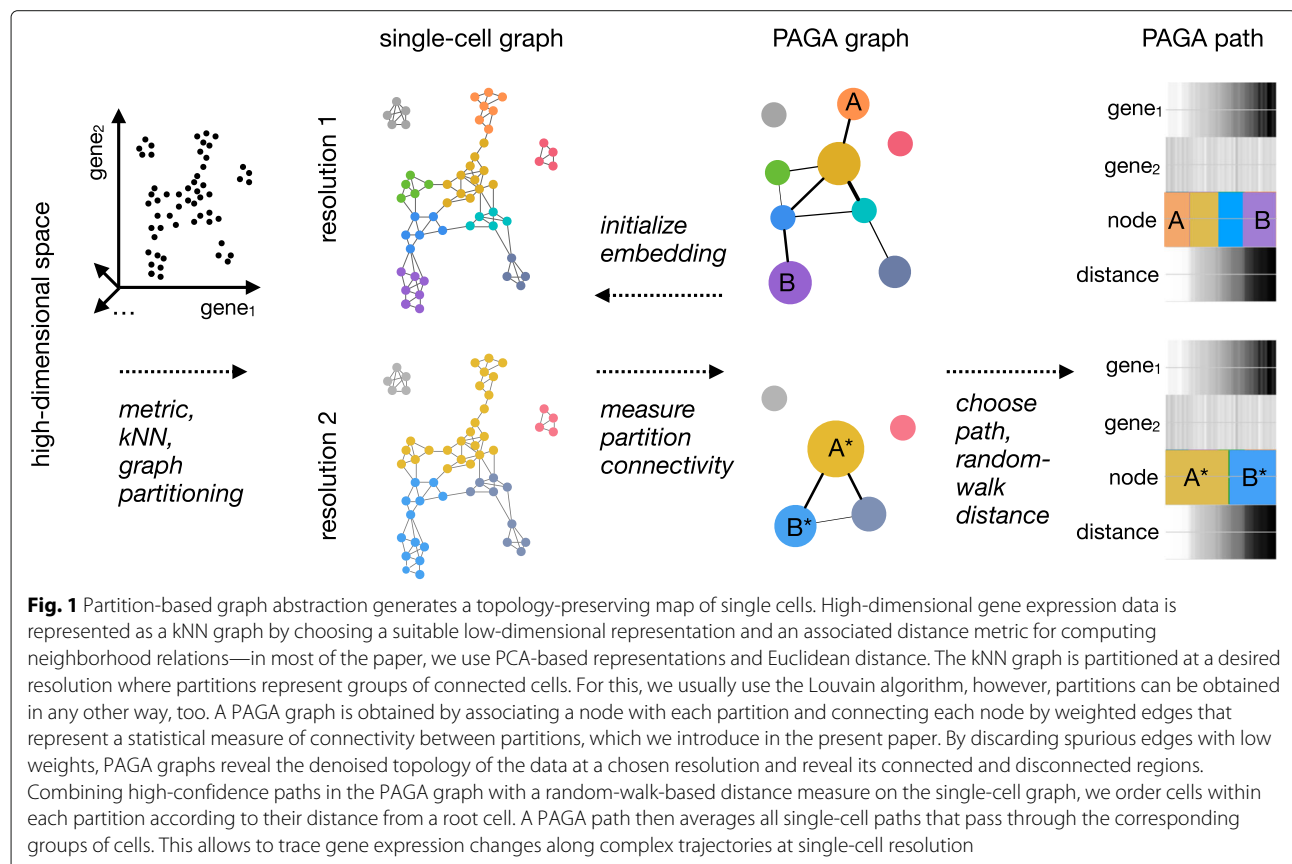 single-cell graph
PAGA graph
PAGA path
high-dimensional space
gene2
gene1
...
metric,
kNN,
graph
partitioning
resolution 1
initialize
embedding
A
B
gene1
gene2
node
A
B
distance
resolution 2
measure
partition
connectivity
A*
B*
choose
path,
random-
walk
distance
gene1
gene2
node
A*
B*
distance
Fig. 1 Partition-based graph abstraction generates a topology-preserving map of single cells. High-dimensional gene expression data is
represented as a kNN graph by choosing a suitable low-dimensional representation and an associated distance metric for computing
neighborhood relations—in most of the paper, we use PCA-based representations and Euclidean distance. The kNN graph is partitioned at a desired
resolution where partitions represent groups of connected cells. For this, we usually use the Louvain algorithm, however, partitions can be obtained
in any other way, too. A PAGA graph is obtained by associating a node with each partition and connecting each node by weighted edges that
represent a statistical measure of connectivity between partitions, which we introduce in the present paper. By discarding spurious edges with low
weights, PAGA graphs reveal the denoised topology of the data at a chosen resolution and reveal its connected and disconnected regions.
Combining high-confidence paths in the PAGA graph with a random-walk-based distance measure on the single-cell graph, we order cells within
each partition according to their distance from a root cell. A PAGA path then averages all single-cell paths that pass through the corresponding
groups of cells. This allows to trace gene expression changes along complex trajectories at single-cell resolution